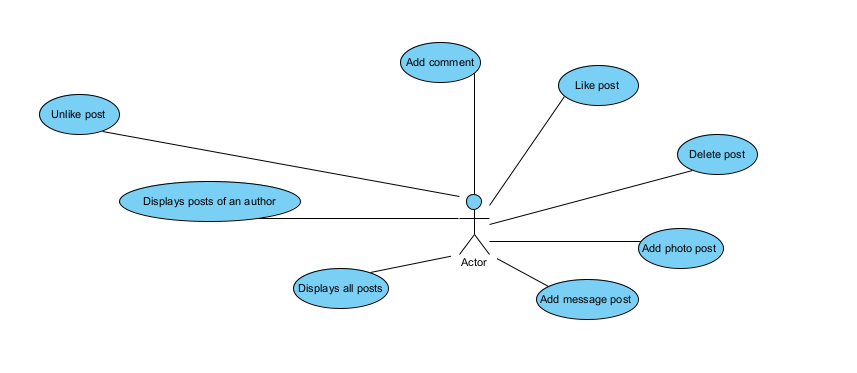 Add comment
Like post
Unlike post
Delete post
Displays posts of an author
Add photo post
Actor
Displays all posts
Add message post